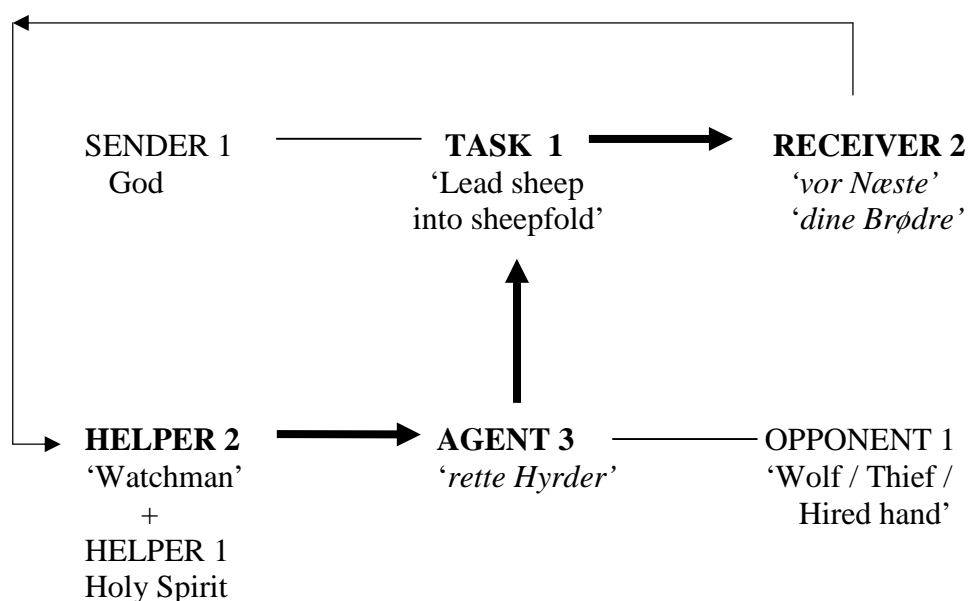 SENDER 1 TASK 1 RECEIVER 2
God ‘Lead sheep ‘vor Næste’
into sheepfold’ ‘dine Brødre’
HELPER 2 AGENT 3 OPPONENT 1
‘Watchman’ ‘rette Hyrder’ ‘Wolf / Thief /
+ Hired hand’
HELPER 1
Holy Spirit